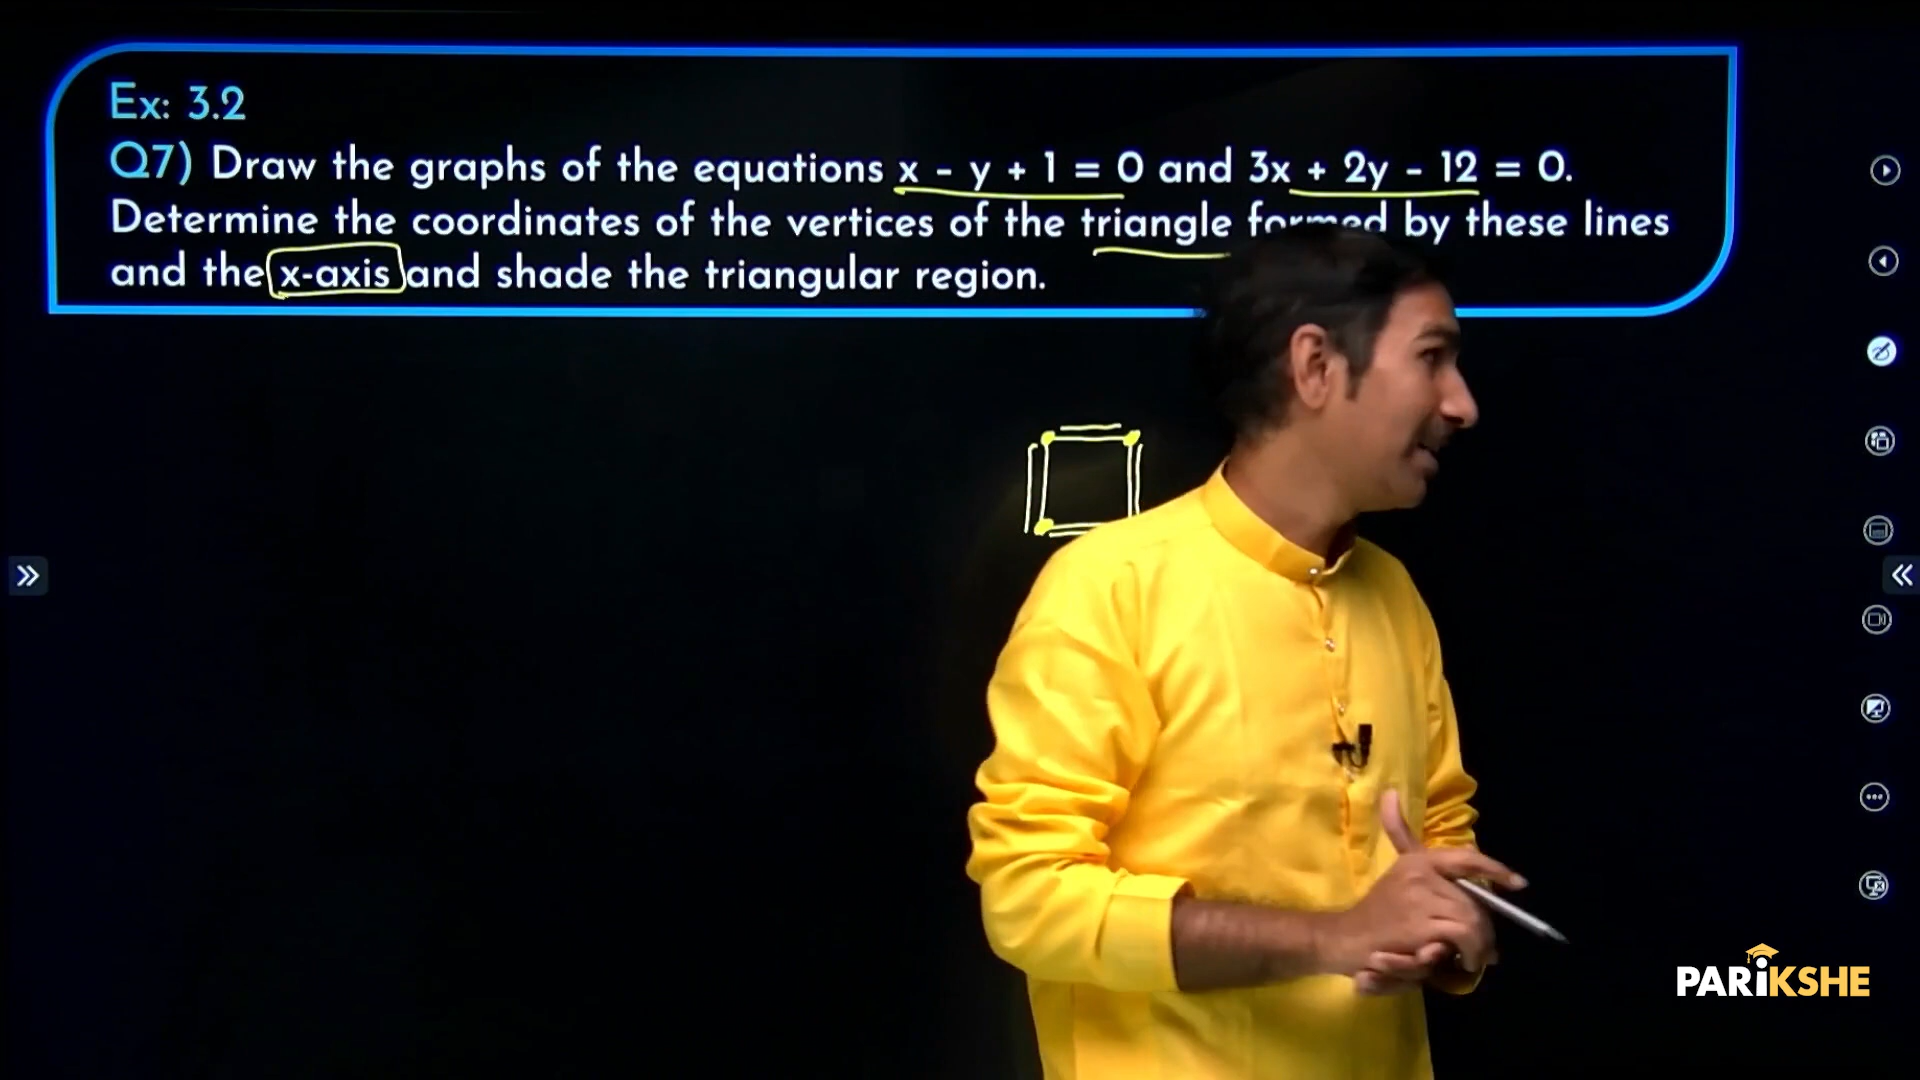 Ex: 3.2
Q7) Draw the graphs of the equations x - y + 1 = 0 and 3x + 2y - 12 = 0.
Determine the coordinates of the vertices of the triangle formed by these lines
and the x-axis and shade the triangular region.
PARiKSHE